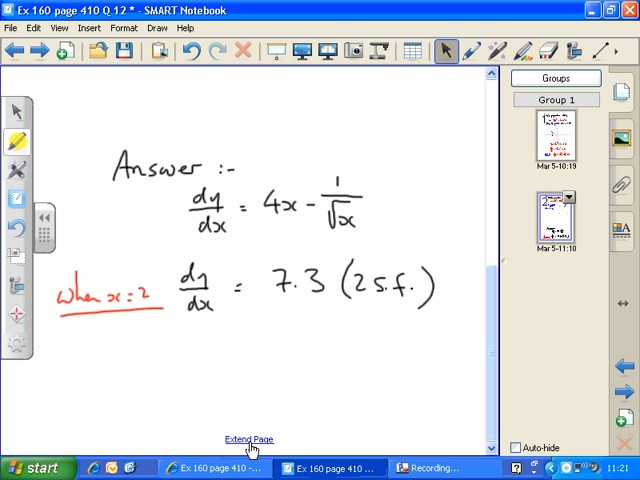 Ex 160 page 410 Q 12 * - SMART Notebook
File Edit View Insert Format Draw Help
Groups
Group 1
Mar 5-10:19
Mar 5-11:10
Answer :-
dy/dx = 4x - 1/√x
when x=2 dy/dx = 7.3 (2 s.f.)
Extend Page
Auto-hide
start
Ex 160 page 410 -...
Ex 160 page 410 ...
Recording...
11:21